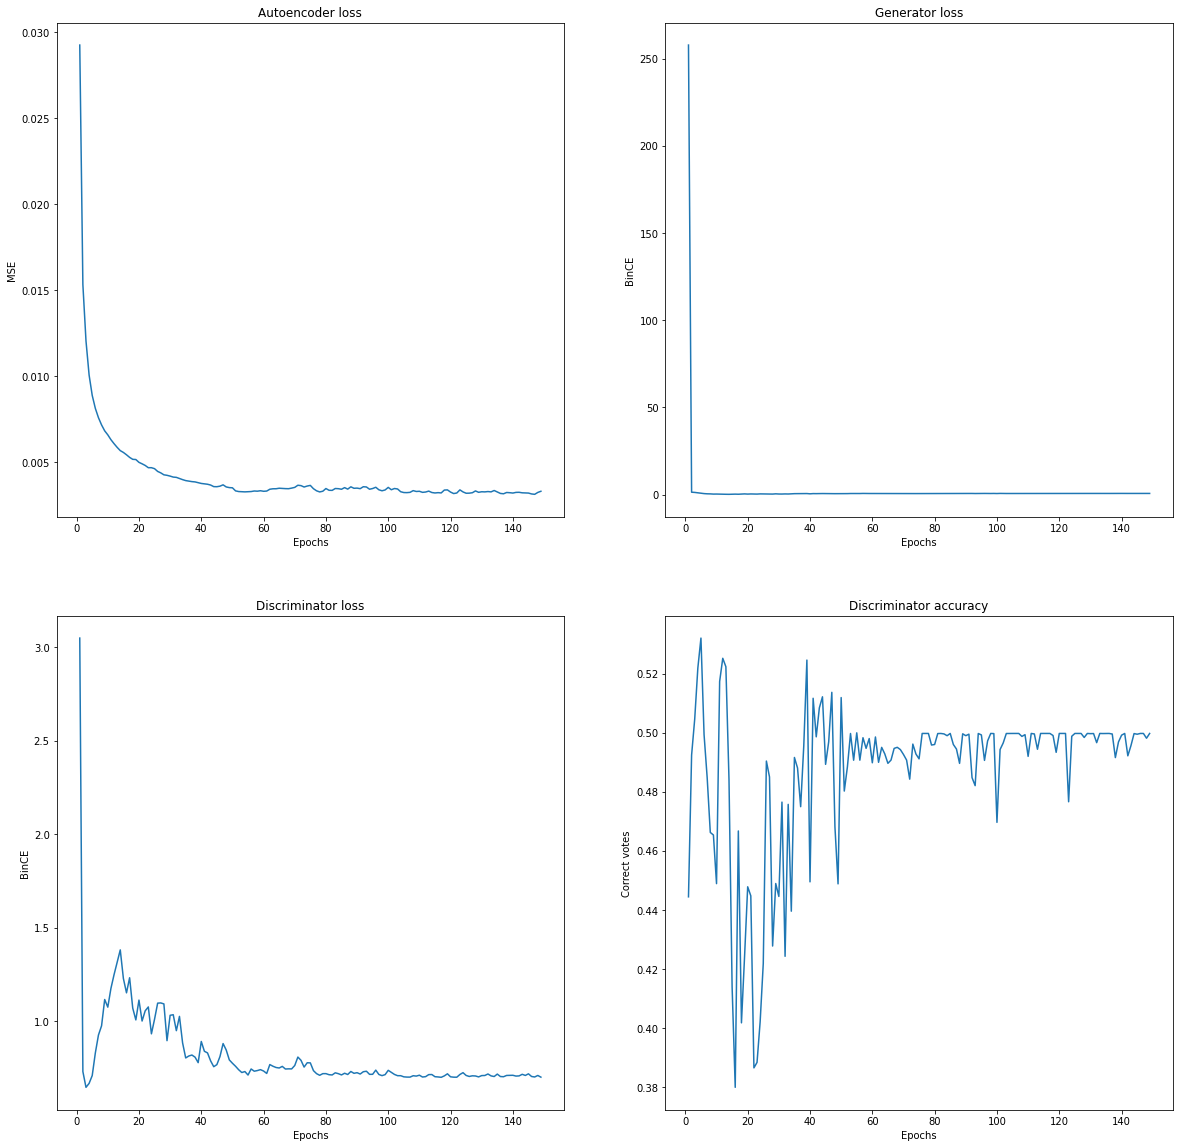 Autoencoder loss
MSE
0.030
0.025
0.020
0.015
0.010
0.005
0 20 40 60 80 100 120 140
Epochs
Generator loss
BinCE
250
200
150
100
50
0
0 20 40 60 80 100 120 140
Epochs
Discriminator loss
BinCE
3.0
2.5
2.0
1.5
1.0
0 20 40 60 80 100 120 140
Epochs
Discriminator accuracy
Correct votes
0.52
0.50
0.48
0.46
0.44
0.42
0.40
0.38
0 20 40 60 80 100 120 140
Epochs